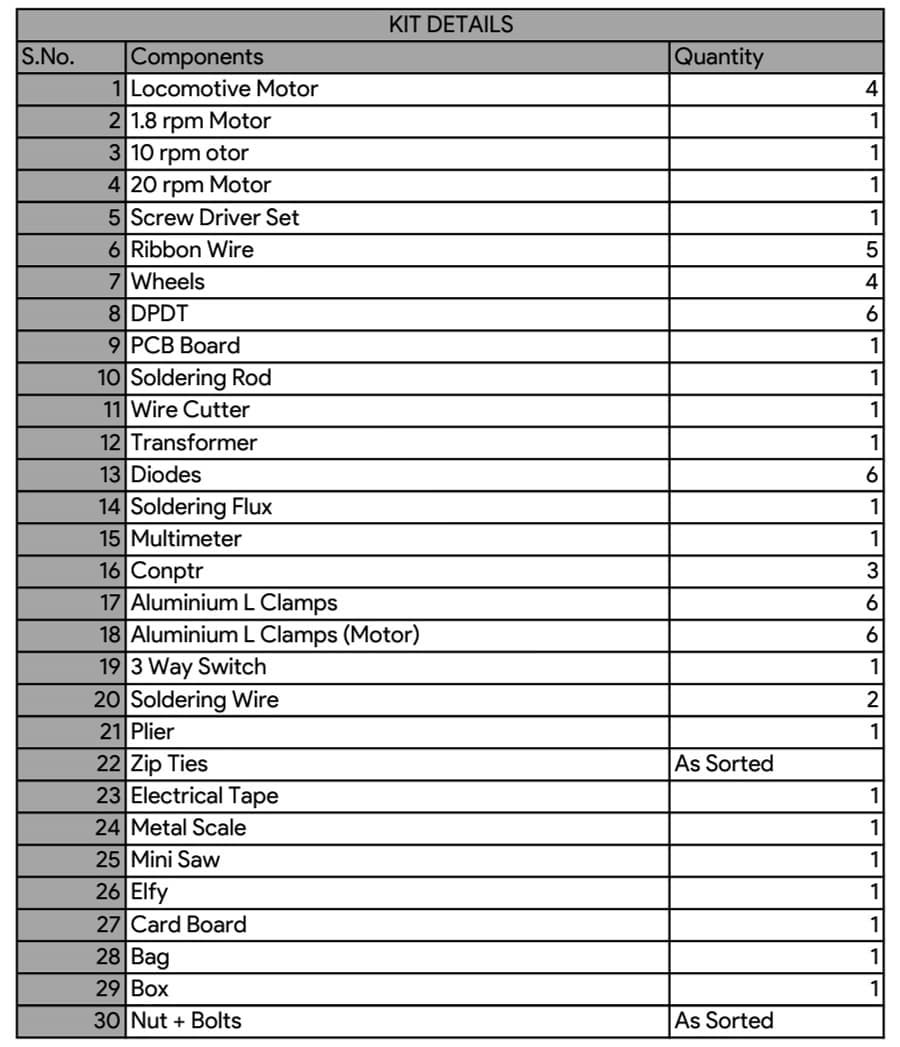 KIT DETAILS
S.No. Components Quantity
1 Locomotive Motor 4
2 1.8 rpm Motor 1
3 10 rpm otor 1
4 20 rpm Motor 1
5 Screw Driver Set 1
6 Ribbon Wire 5
7 Wheels 4
8 DPDT 6
9 PCB Board 1
10 Soldering Rod 1
11 Wire Cutter 1
12 Transformer 1
13 Diodes 6
14 Soldering Flux 1
15 Multimeter 1
16 Conptr 3
17 Aluminium L Clamps 6
18 Aluminium L Clamps (Motor) 6
19 3 Way Switch 1
20 Soldering Wire 2
21 Plier 1
22 Zip Ties As Sorted
23 Electrical Tape 1
24 Metal Scale 1
25 Mini Saw 1
26 Elfy 1
27 Card Board 1
28 Bag 1
29 Box 1
30 Nut + Bolts As Sorted